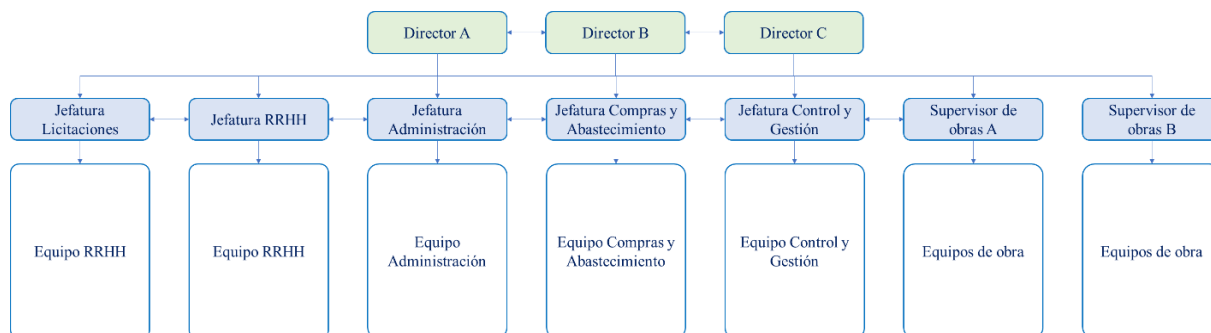 Director A
Director B
Director C
Jefatura
Licitaciones
Jefatura RRHH
Jefatura
Administración
Jefatura Compras y
Abastecimiento
Jefatura Control y
Gestión
Supervisor de
obras A
Supervisor de
obras B
Equipo RRHH
Equipo RRHH
Equipo
Administración
Equipo Compras y
Abastecimiento
Equipo Control y
Gestión
Equipos de obra
Equipos de obra